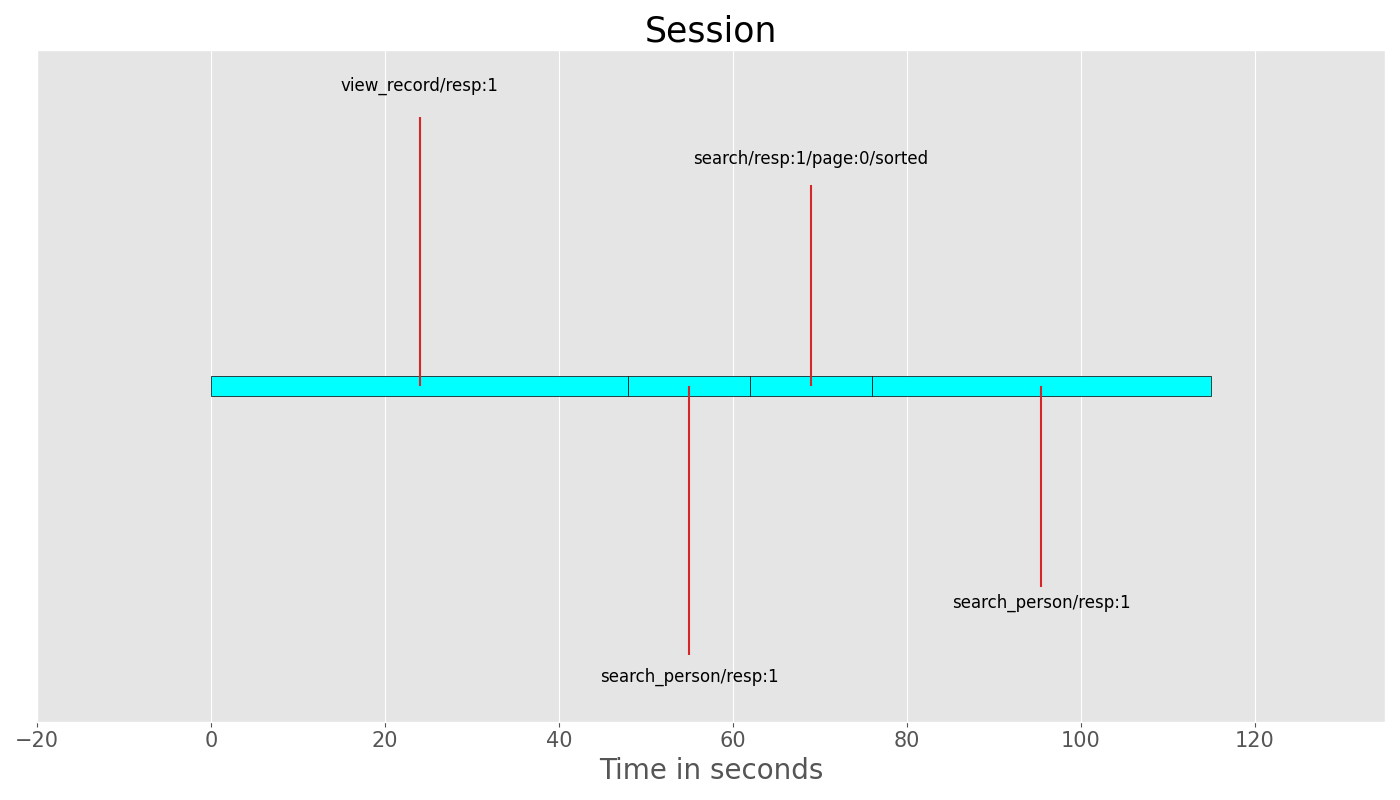 Session
view_record/resp:1
search/resp:1/page:0/sorted
search_person/resp:1
search_person/resp:1
−20 0 20 40 60 80 100 120
Time in seconds